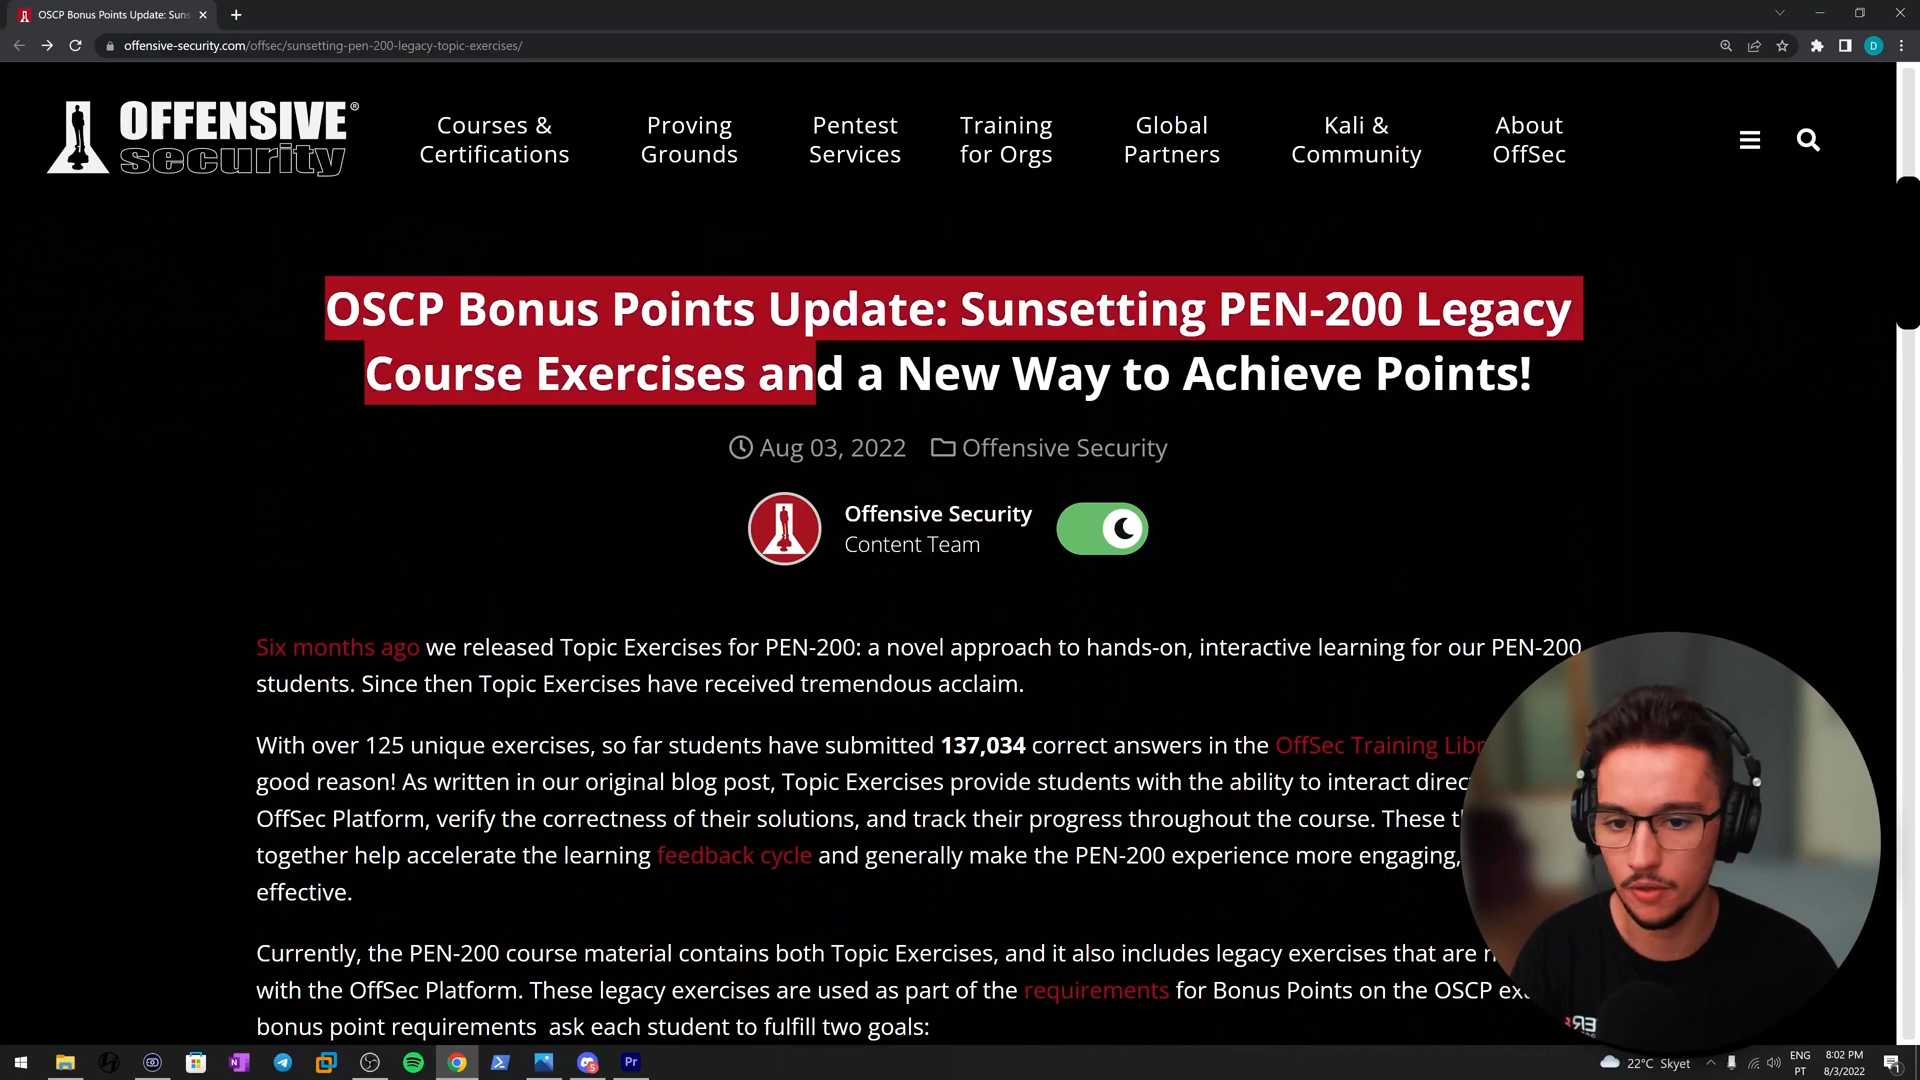 OSCP Bonus Points Update: Suns
offensive-security.com/offsec/sunsetting-pen-200-legacy-topic-exercises/
D
OFFENSIVE®
security
Courses &
Certifications
Proving
Grounds
Pentest
Services
Training
for Orgs
Global
Partners
Kali &
Community
About
OffSec
OSCP Bonus Points Update: Sunsetting PEN-200 Legacy
Course Exercises and a New Way to Achieve Points!
Aug 03, 2022 Offensive Security
Offensive Security
Content Team
Six months ago we released Topic Exercises for PEN-200: a novel approach to hands-on, interactive learning for our PEN-200
students. Since then Topic Exercises have received tremendous acclaim.
With over 125 unique exercises, so far students have submitted 137,034 correct answers in the OffSec Training Libr
good reason! As written in our original blog post, Topic Exercises provide students with the ability to interact direc
OffSec Platform, verify the correctness of their solutions, and track their progress throughout the course. These t
together help accelerate the learning feedback cycle and generally make the PEN-200 experience more engaging,
effective.
Currently, the PEN-200 course material contains both Topic Exercises, and it also includes legacy exercises that are
with the OffSec Platform. These legacy exercises are used as part of the requirements for Bonus Points on the OSCP
bonus point requirements ask each student to fulfill two goals:
N
5
Pr
22°C Skyet
ENG
PT
8:02 PM
8/3/2022
1